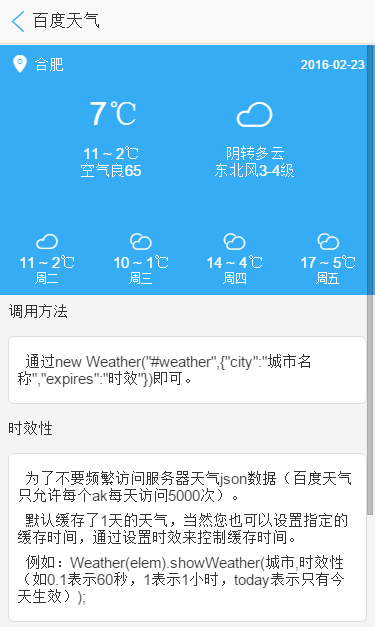 百度天气
合肥 2016-02-23
7℃
11 ~ 2℃ 阴转多云
空气良65 东北风3-4级
11 ~ 2℃ 10 ~ 1℃ 14 ~ 4℃ 17 ~ 5℃
周二 周三 周四 周五
调用方法
通过new Weather("#weather",{"city":"城市名
称","expires":"时效"})即可。
时效性
为了不要频繁访问服务器天气json数据（百度天气
只允许每个ak每天访问5000次）。
默认缓存了1天的天气，当然您也可以设置指定的
缓存时间，通过设置时效来控制缓存时间。
例如：Weather(elem).showWeather(城市,时效性
（如0.1表示60秒，1表示1小时，today表示只有今
天生效）);